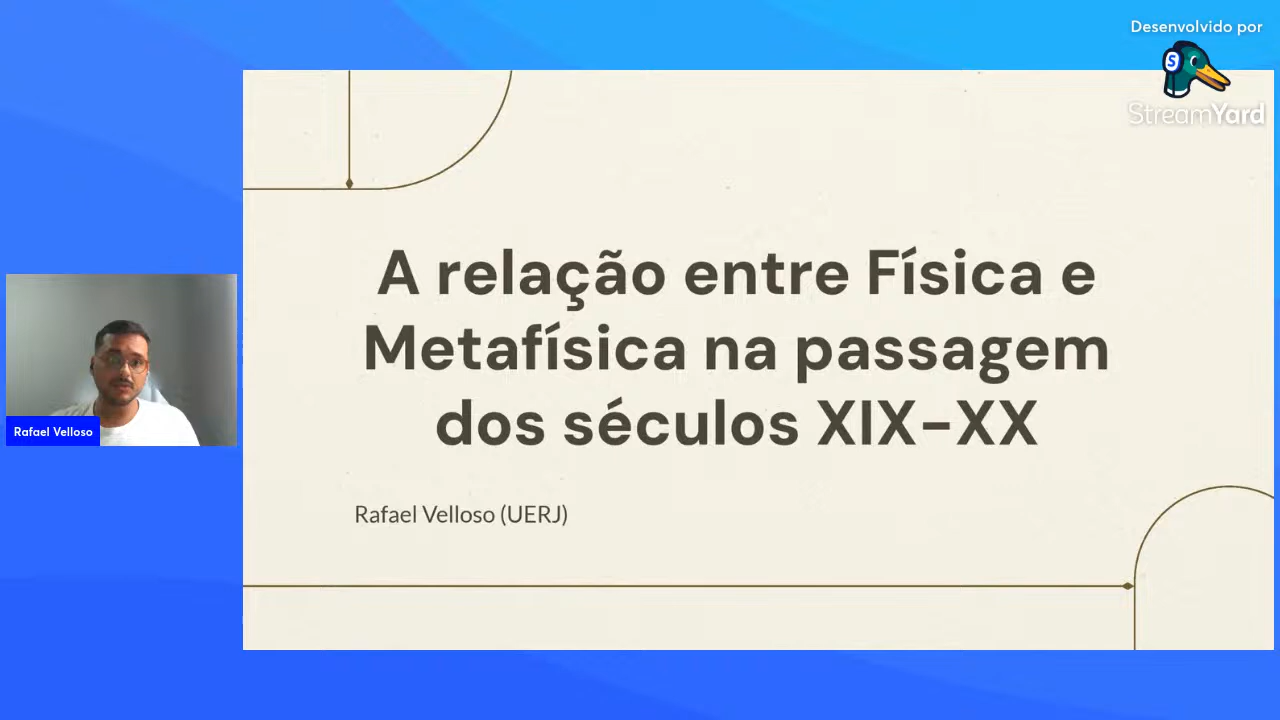 Desenvolvido por
S
StreamYard
A relação entre Física e
Metafísica na passagem
dos séculos XIX-XX
Rafael Velloso
Rafael Velloso (UERJ)